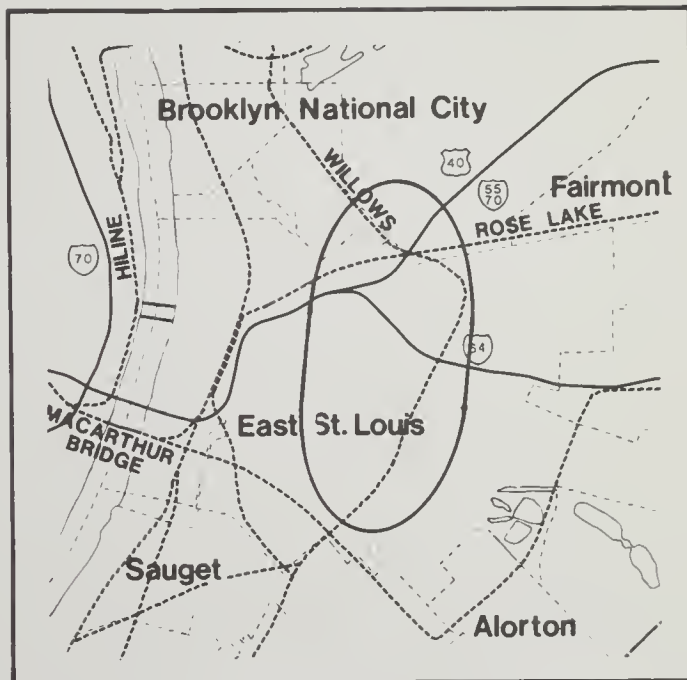 Brooklyn National City
40
WILLOWS
55
70
Fairmont
ROSE LAKE
HILINE
70
64
MACARTHUR
BRIDGE
East St. Louis
Sauget
Alorton